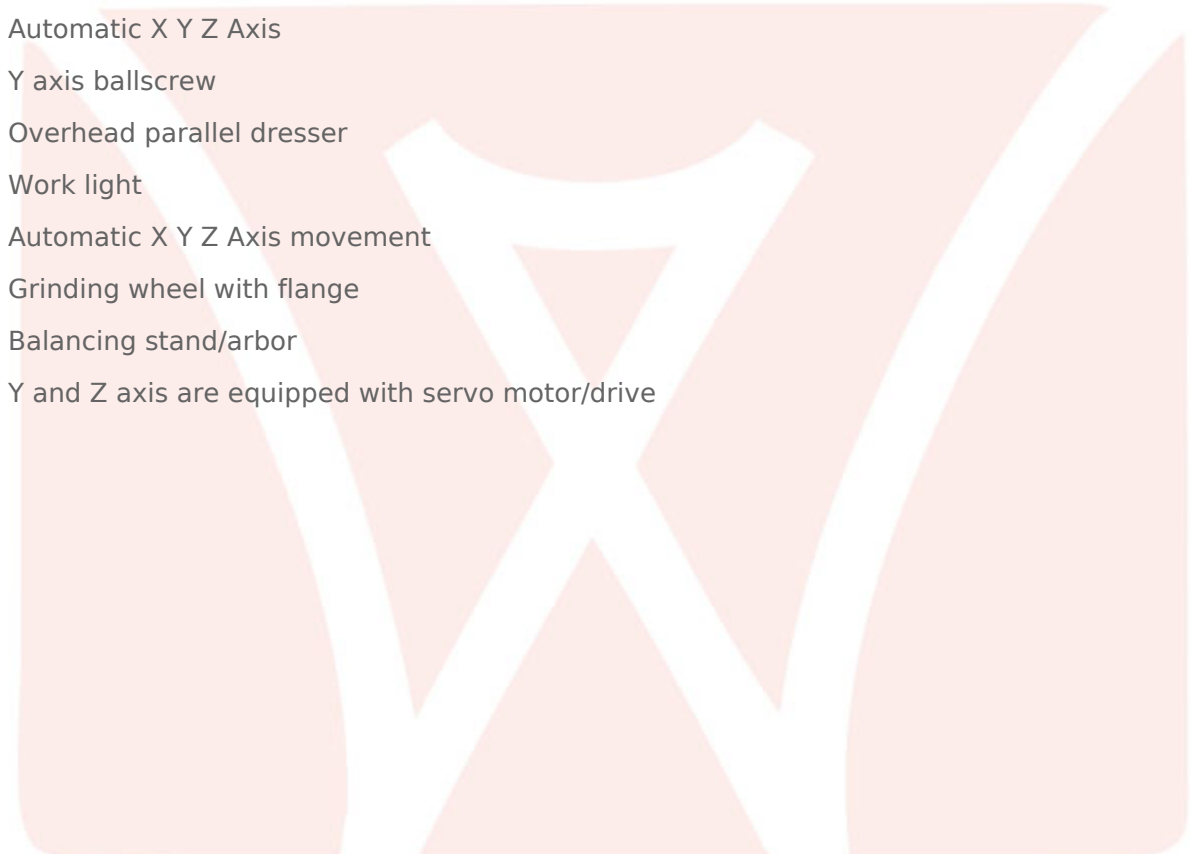 Automatic X Y Z Axis
Y axis ballscrew
Overhead parallel dresser
Work light
Automatic X Y Z Axis movement
Grinding wheel with flange
Balancing stand/arbor
Y and Z axis are equipped with servo motor/drive